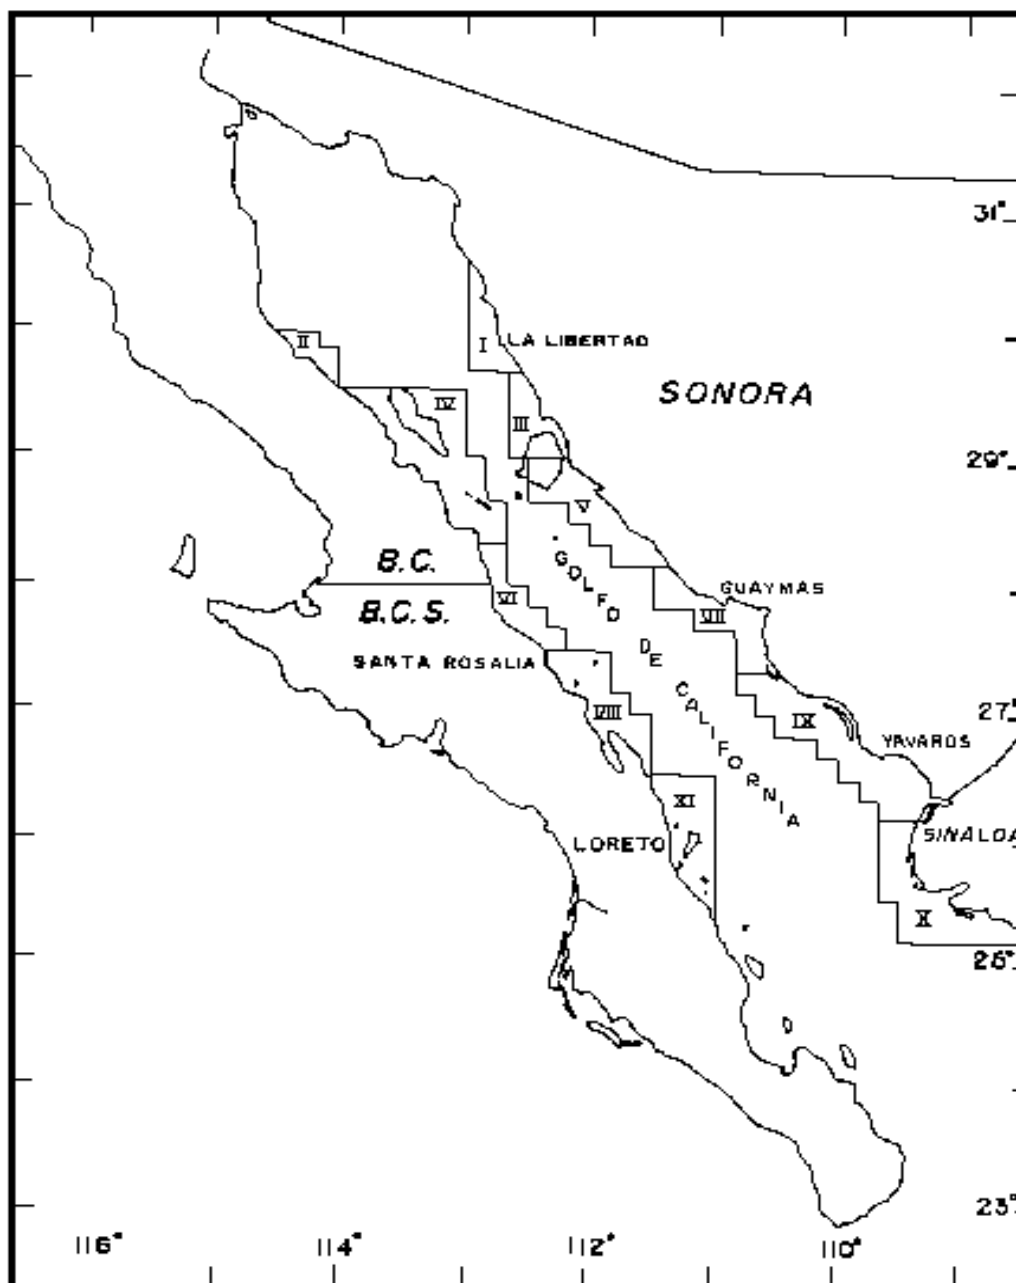 31°
II
I
LA LIBERTAD
SONORA
IV
III
29°
V
B.C.
GOLFO DE CALIFORNIA
GUAYMAS
VI
B.C.S.
VII
SANTA ROSALIA
VIII
IX
27°
YAVAROS
XI
LORETO
SINALOA
X
25°
23°
116°
114°
112°
110°